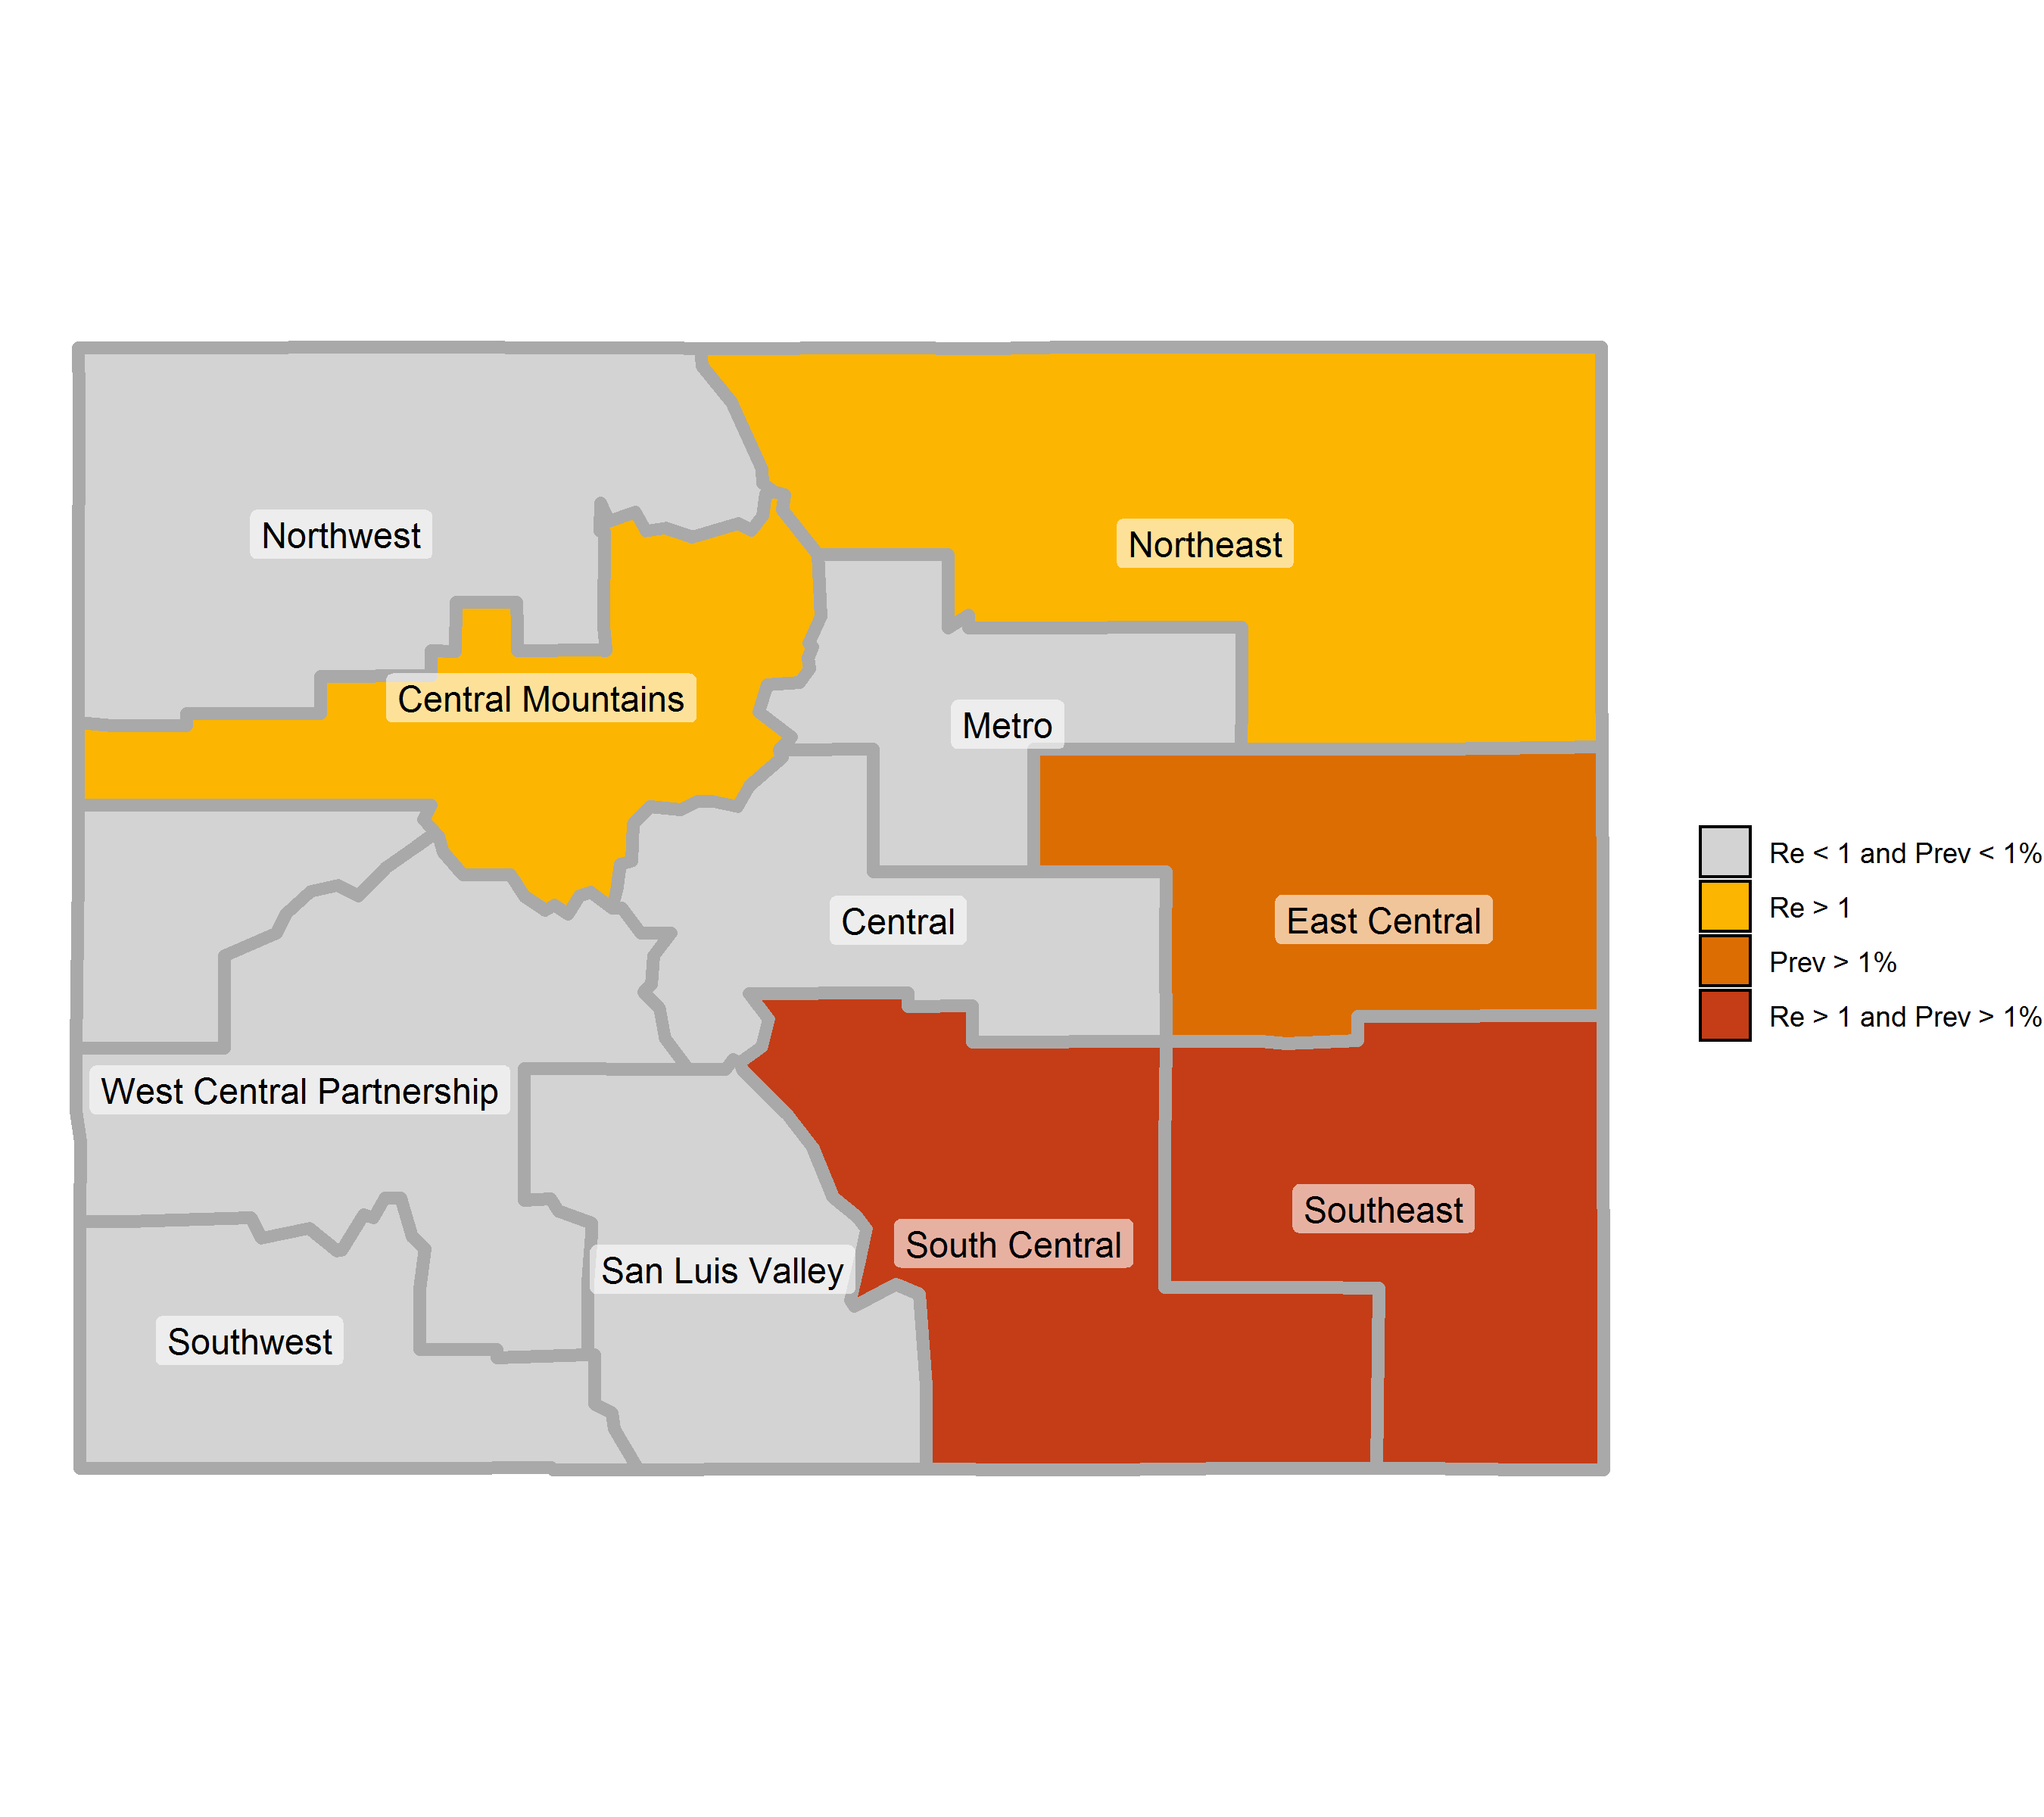 Northwest
Northeast
Central Mountains
Metro
Central
East Central
West Central Partnership
Southeast
South Central
San Luis Valley
Southwest
Re < 1 and Prev < 1%
Re > 1
Prev > 1%
Re > 1 and Prev > 1%